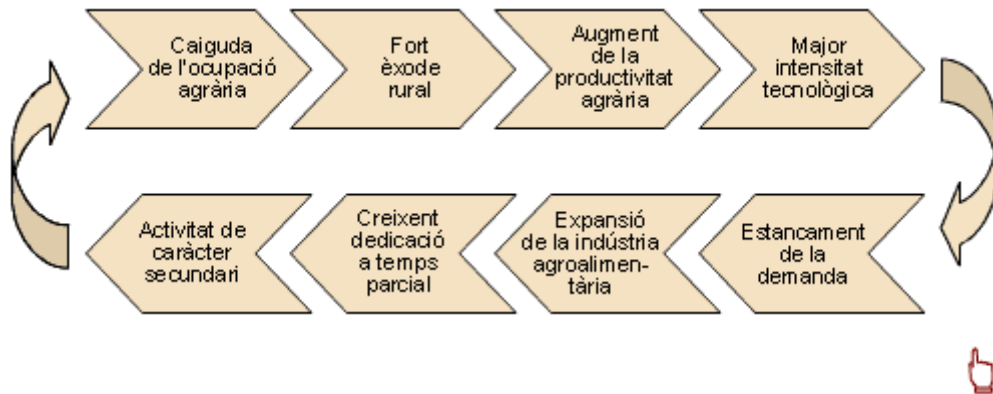 Caiguda
de l'ocupació
agrària
Fort
èxode
rural
Augment
de la
productivitat
agrària
Major
intensitat
tecnològica
Estancament
de la
demanda
Expansió
de la indústria
agroalimen-
tària
Creixent
dedicació
a temps
parcial
Activitat de
caràcter
secundari